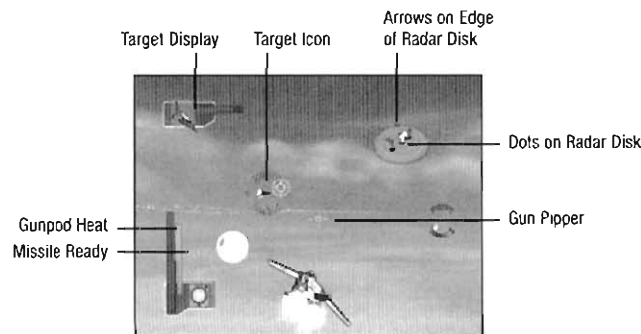 Arrows on Edge
of Radar Disk
Target Display
Target Icon
Dots on Radar Disk
Gun Pipper
Gunpod Heat
Missile Ready